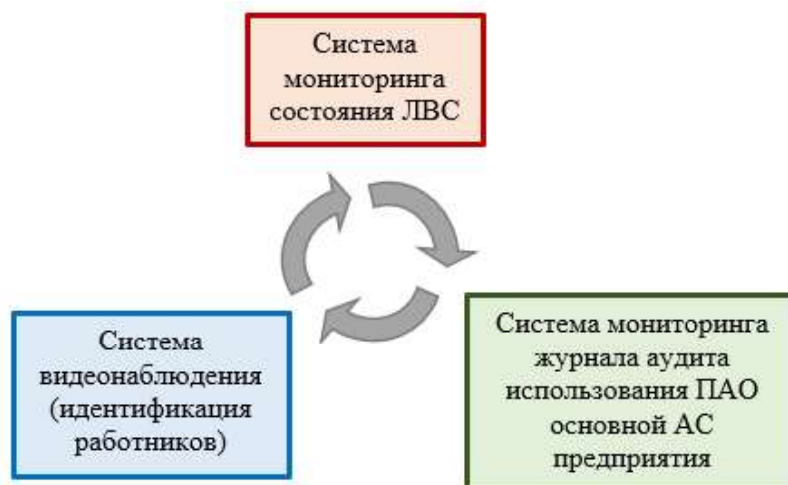 Система
мониторинга
состояния ЛВС
Система
видеонаблюдения
(идентификация
работников)
Система мониторинга
журнала аудита
использования ПАО
основной АС
предприятия